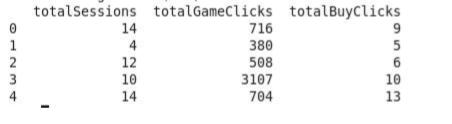 totalSessions totalGameClicks totalBuyClicks
0 14 716 9
1 4 380 5
2 12 508 6
3 10 3107 10
4 14 704 13